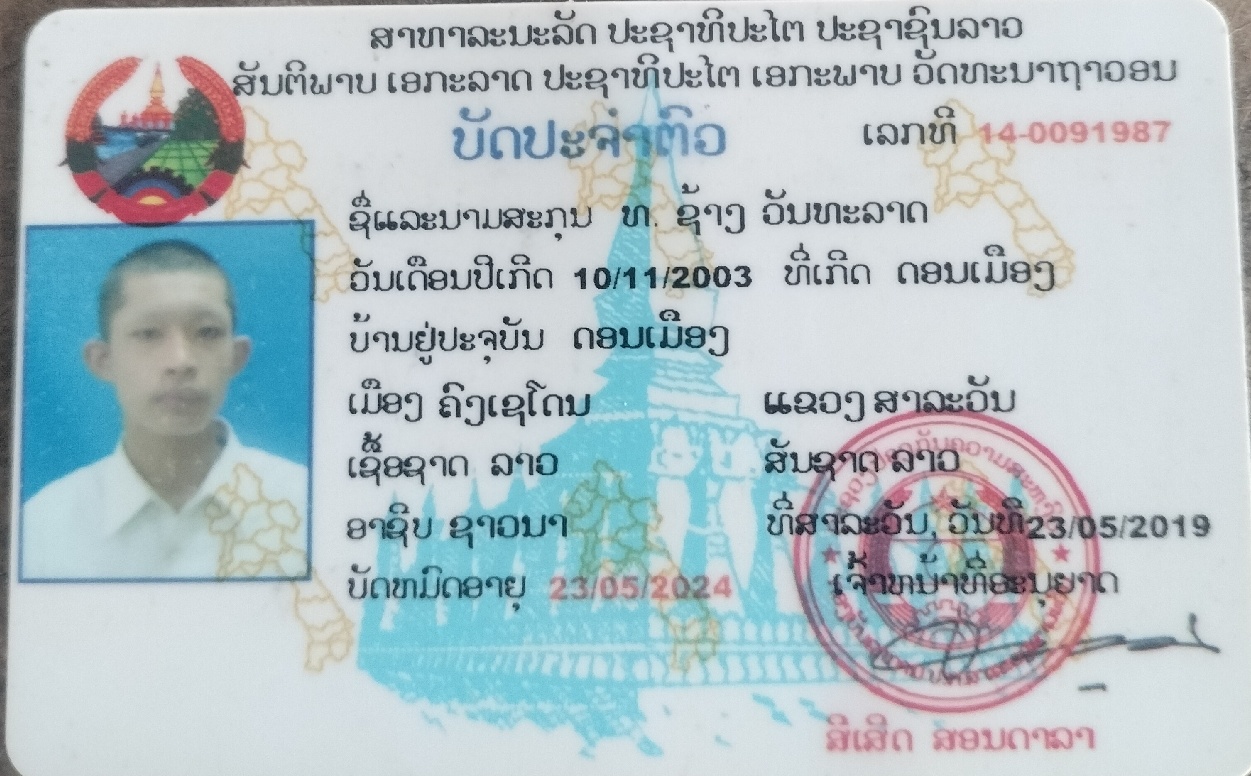 ສາທາລະນະລັດ ປະຊາທິປະໄຕ ປະຊາຊົນລາວ
ສັນຕິພາບ ເອກະລາດ ປະຊາທິປະໄຕ ເອກະພາບ ວັດທະນາຖາວອນ
ບັດປະຈຳຕົວ ເລກທີ 14-0091987
ຊື່ແລະນາມສະກຸນ ທ. ຊ້າງ ວັນທະລາດ
ວັນເດືອນປີເກີດ 10/11/2003 ທີ່ເກີດ ດອນເມືອງ
ບ້ານຢູ່ປະຈຸບັນ ດອນເມືອງ
ເມືອງ ຄົງເຊໂດນ ແຂວງ ສາລະວັນ
ເຊື້ອຊາດ ລາວ ສັນຊາດ ລາວ
ອາຊີບ ຊາວນາ ທີ່ສາລະວັນ, ວັນທີ23/05/2019
ບັດຫມົດອາຍຸ 23/05/2024 ເຈົ້າຫນ້າທີ່ອະນຸຍາດ
ສີເສີດ ສອນດາລາ